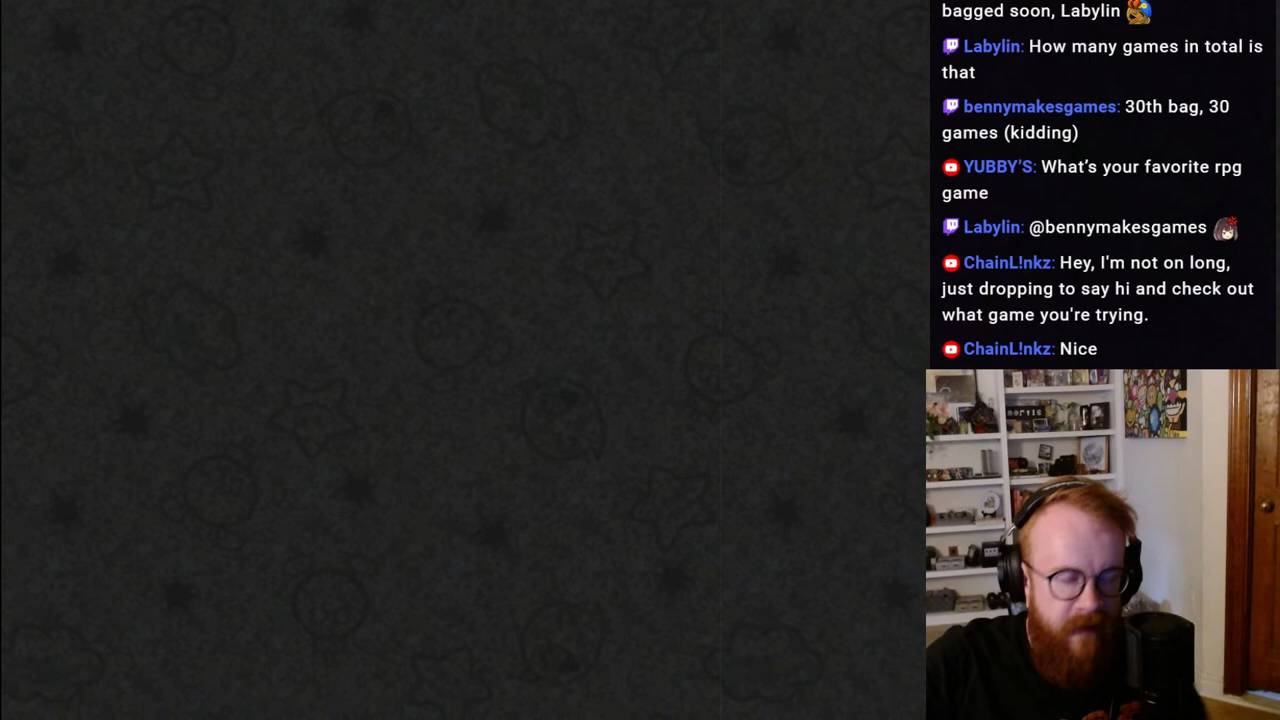 bagged soon, Labylin
Labylin: How many games in total is
that
bennymakesgames: 30th bag, 30
games (kidding)
YUBBY'S: What's your favorite rpg
game
Labylin: @bennymakesgames
ChainL!nkz: Hey, I'm not on long,
just dropping to say hi and check out
what game you're trying.
ChainL!nkz: Nice